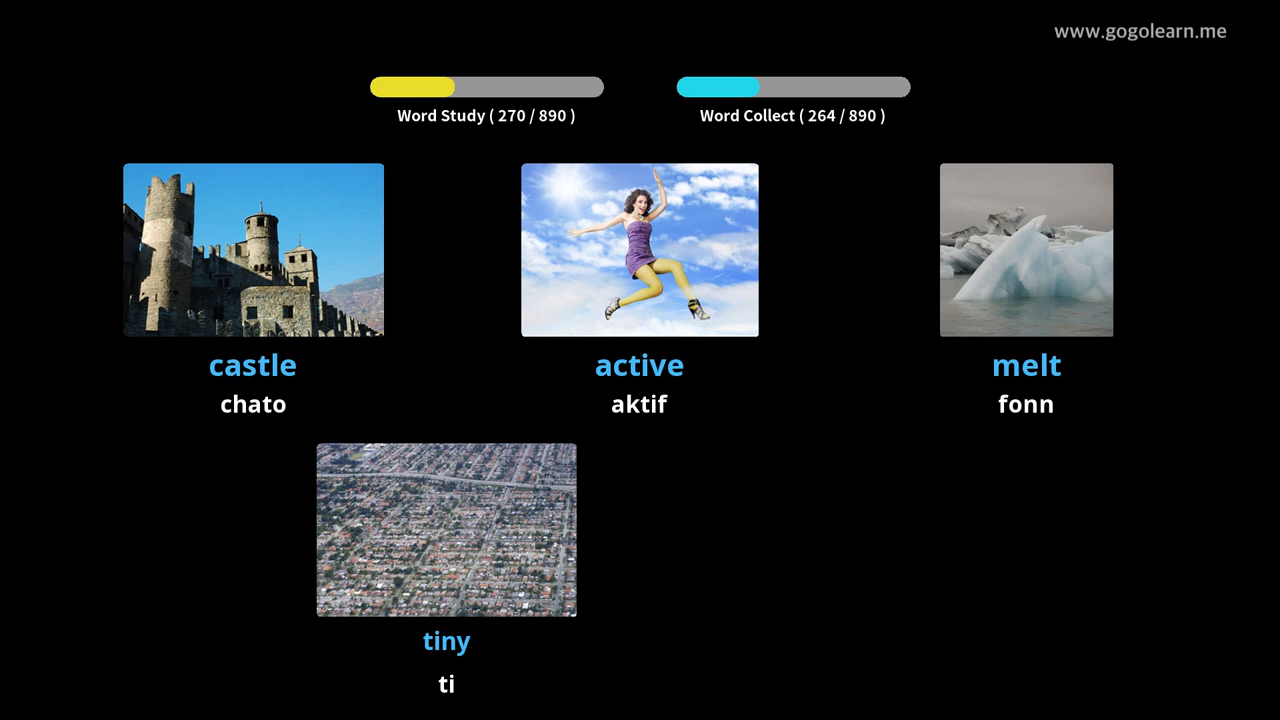 www.gogolearn.me
Word Study ( 270 / 890 )
Word Collect ( 264 / 890 )
castle
active
melt
chato
aktif
fonn
tiny
ti